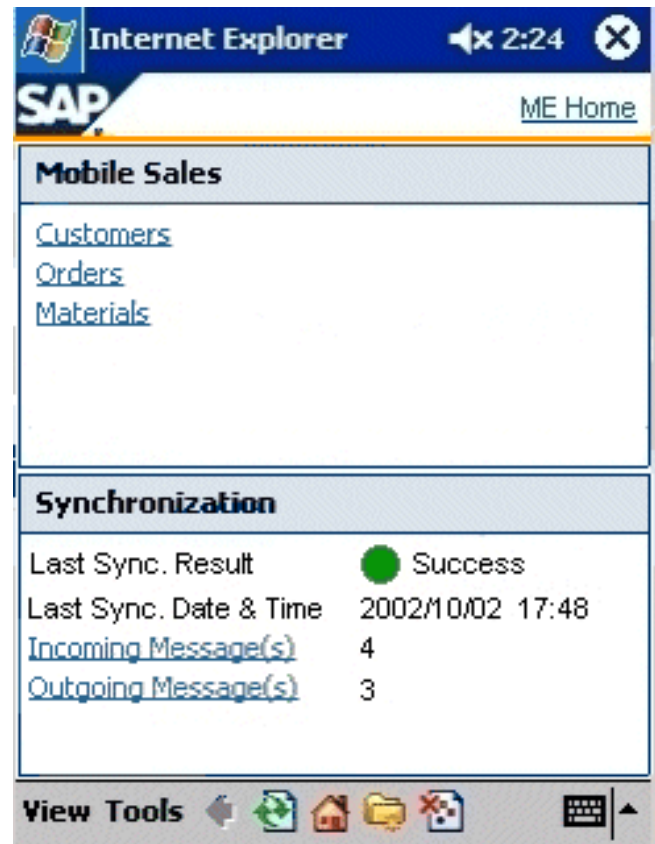 Internet Explorer 2:24
SAP ME Home
Mobile Sales
Customers
Orders
Materials
Synchronization
Last Sync. Result Success
Last Sync. Date & Time 2002/10/02 17:48
Incoming Message(s) 4
Outgoing Message(s) 3
View Tools